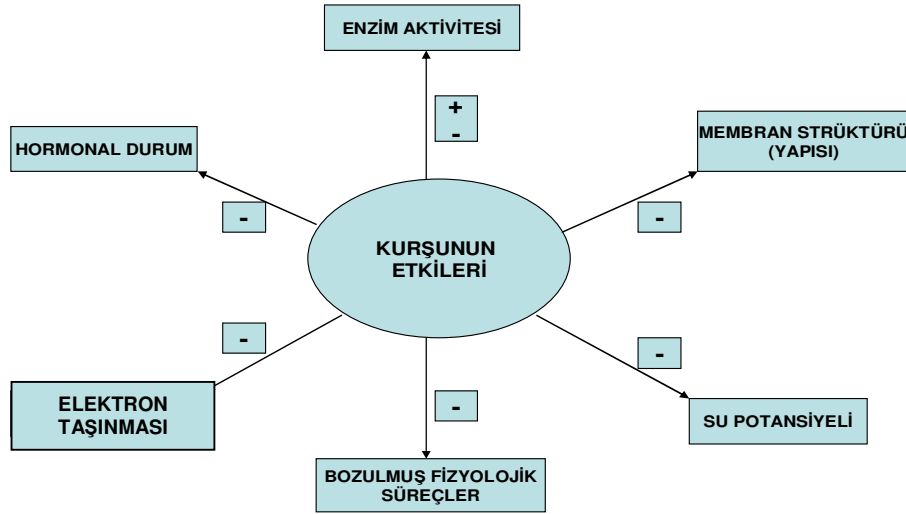 ENZİM AKTİVİTESİ
+
-
HORMONAL DURUM
MEMBRAN STRÜKTÜRÜ
(YAPISI)
-
-
KURŞUNUN
ETKİLERİ
-
-
ELEKTRON
TAŞINMASI
-
SU POTANSİYELİ
BOZULMUŞ FİZYOLOJİK
SÜREÇLER